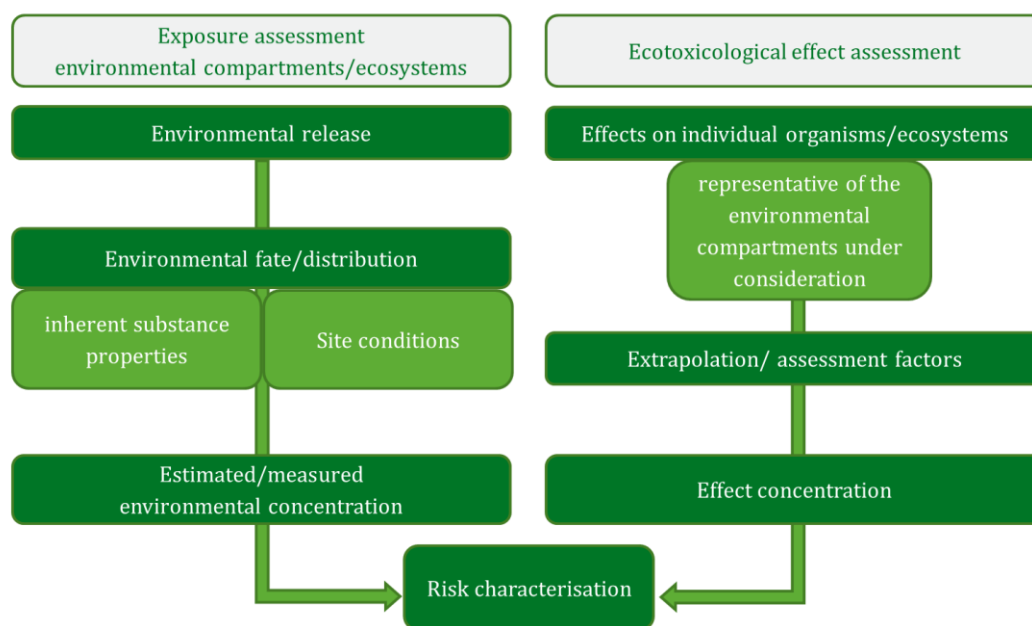 Exposure assessment
environmental compartments/ecosystems
Environmental release
Environmental fate/distribution
inherent substance
properties
Site conditions
Estimated/measured
environmental concentration
Ecotoxicological effect assessment
Effects on individual organisms/ecosystems
representative of the
environmental
compartments under
consideration
Extrapolation/ assessment factors
Effect concentration
Risk characterisation